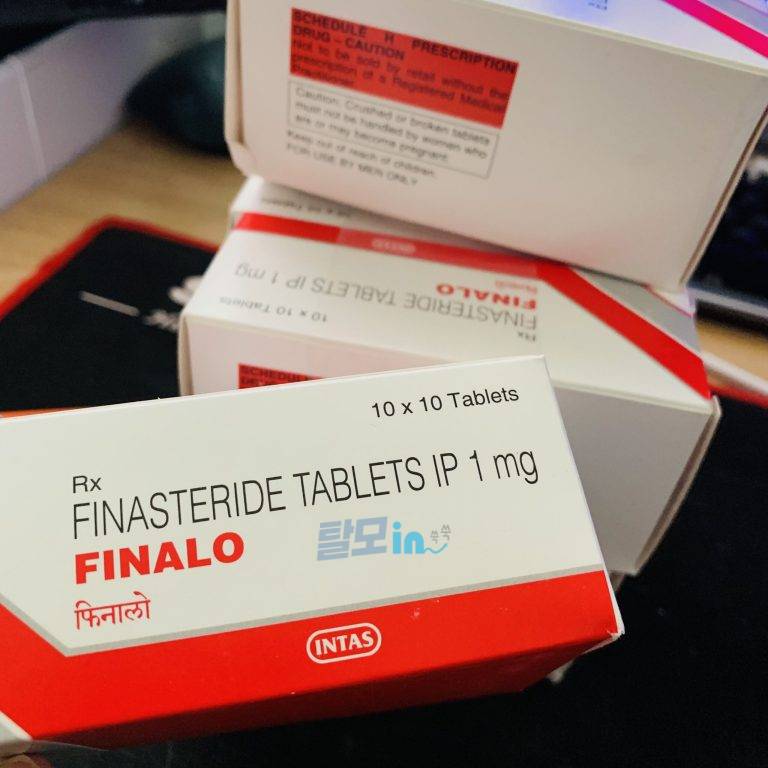 SCHEDULE H PRESCRIPTION
DRUG - CAUTION
Not to be sold by retail without the
prescription of a Registered Medical
Practitioner.
Caution: Crushed or broken tablets
must not be handled by women who
are or may become pregnant.
Keep out of reach of children.
FOR USE BY MEN ONLY
Rx
FINASTERIDE TABLETS IP 1 mg
FINALO
10 x 10 Tablets
SCHEDULE
10 x 10 Tablets
Rx
FINASTERIDE TABLETS IP 1 mg
FINALO
탈모in쑥쑥
फिनालो
INTAS